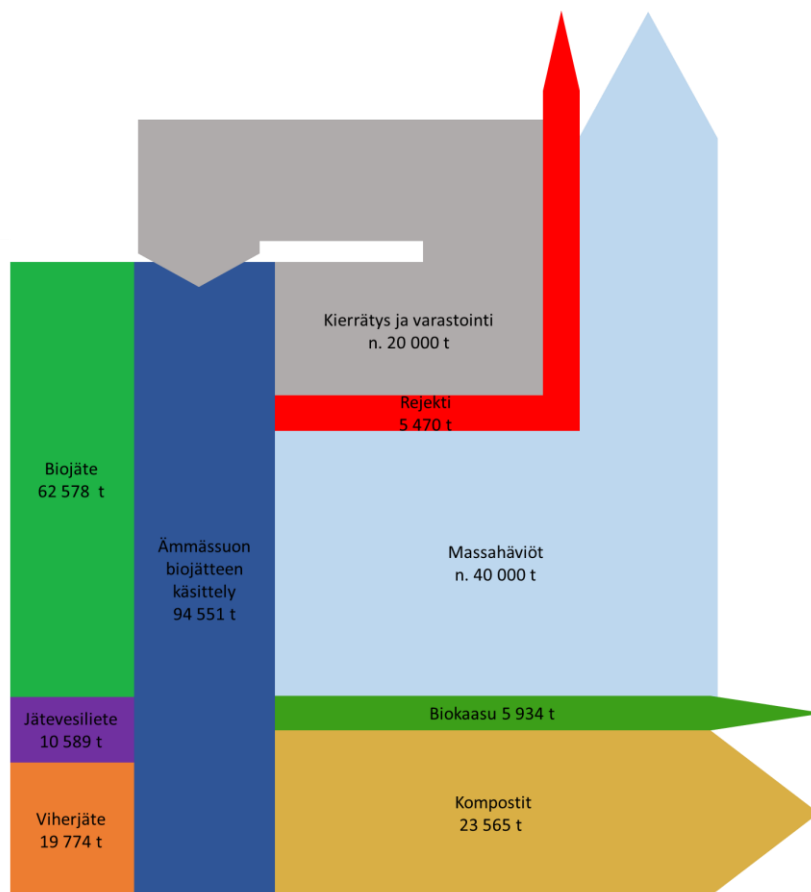 Kierrätys ja varastointi
n. 20 000 t
Rejekti
5 470 t
Biojäte
62 578 t
Ämmässuon
biojätteen
käsittely
94 551 t
Massahäviöt
n. 40 000 t
Jätevesiliete
10 589 t
Biokaasu 5 934 t
Viherjäte
19 774 t
Kompostit
23 565 t